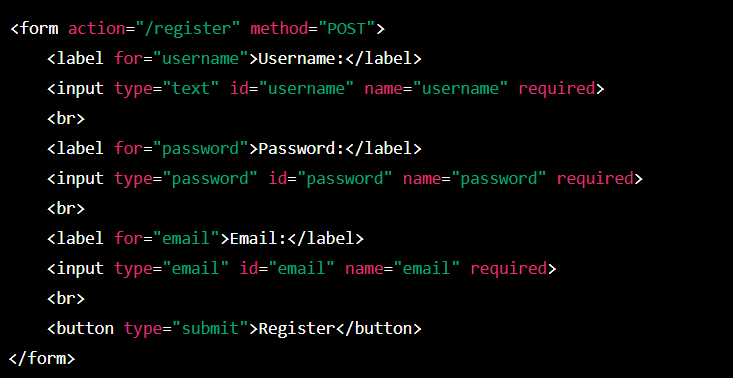 <form action="/register" method="POST">
    <label for="username">Username:</label>
    <input type="text" id="username" name="username" required>
    <br>
    <label for="password">Password:</label>
    <input type="password" id="password" name="password" required>
    <br>
    <label for="email">Email:</label>
    <input type="email" id="email" name="email" required>
    <br>
    <button type="submit">Register</button>
</form>